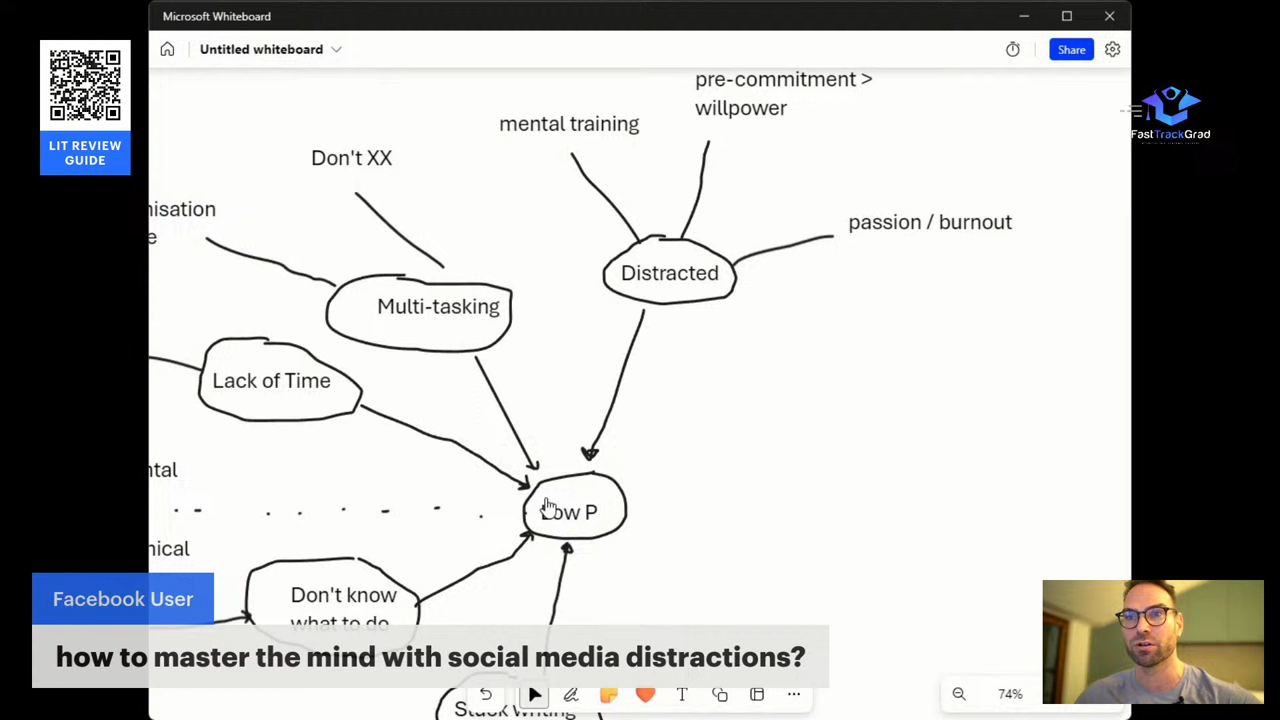 Microsoft Whiteboard
Untitled whiteboard
Share
LIT REVIEW
GUIDE
FastTrackGrad
pre-commitment >
willpower
mental training
Don't XX
passion / burnout
nisation
e
Distracted
Multi-tasking
Lack of Time
ntal
Low P
nical
Don't know
what to do
Facebook User
how to master the mind with social media distractions?
Stuck writing
74%